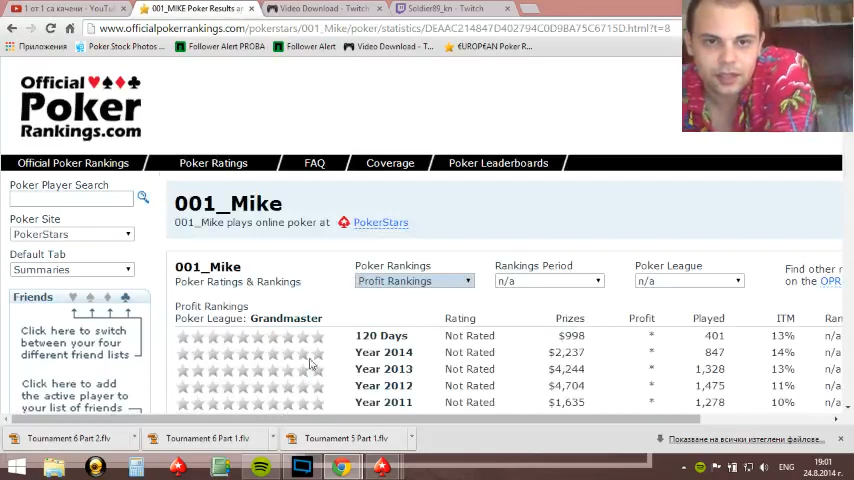 1 от 1 са качени - YouTu
001_MIKE Poker Results an
Video Download - Twitch
Soldier89_kn - Twitch
www.officialpokerrankings.com/pokerstars/001_Mike/poker/statistics/DEAAC214847D402794C0D9BA75C6715D.html?t=8
Приложения
Poker Stock Photos ...
Follower Alert PROBA
Follower Alert
Video Download - T...
€UROP€AN Poker R...
Official
Poker
Rankings.com
Official Poker Rankings
Poker Ratings
FAQ
Coverage
Poker Leaderboards
Poker Player Search
Poker Site
PokerStars
Default Tab
Summaries
Friends
Click here to switch
between your four
different friend lists
Click here to add
the active player to
your list of friends
001_Mike
001_Mike plays online poker at PokerStars
001_Mike
Poker Ratings & Rankings
Poker Rankings
Profit Rankings
Rankings Period
n/a
Poker League
n/a
Find other r
on the OPR
Profit Rankings
Poker League: Grandmaster
Rating Prizes Profit Played ITM Ran
120 Days Not Rated $998 * 401 13% n/a
Year 2014 Not Rated $2,237 * 847 14% n/a
Year 2013 Not Rated $4,244 * 1,328 13% n/a
Year 2012 Not Rated $4,704 * 1,475 11% n/a
Year 2011 Not Rated $1,635 * 1,278 10% n/a
Tournament 6 Part 2.flv
Tournament 6 Part 1.flv
Tournament 5 Part 1.flv
Показване на всички изтеглени файлове...
ENG
19:01
24.8.2014 г.